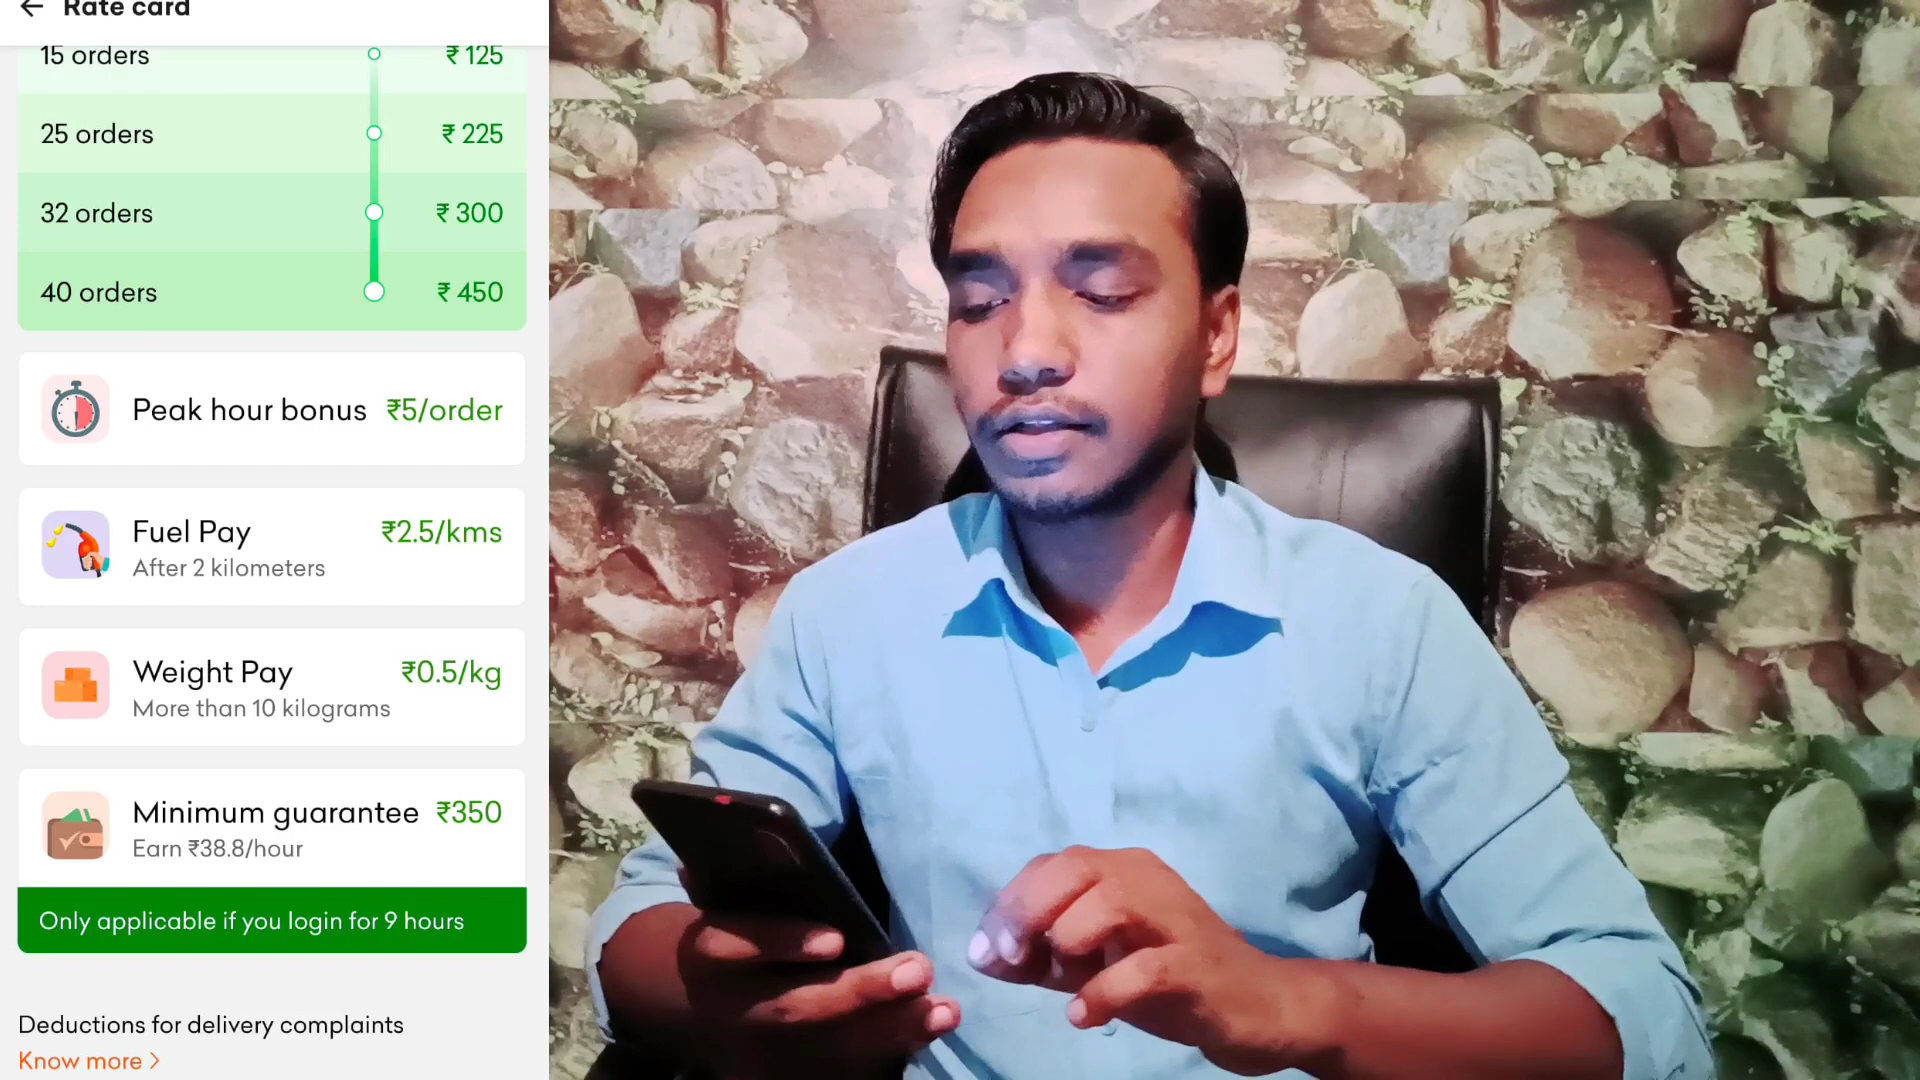 Rate card
15 orders ₹ 125
25 orders ₹ 225
32 orders ₹ 300
40 orders ₹ 450
Peak hour bonus ₹5/order
Fuel Pay ₹2.5/kms
After 2 kilometers
Weight Pay ₹0.5/kg
More than 10 kilograms
Minimum guarantee ₹350
Earn ₹38.8/hour
Only applicable if you login for 9 hours
Deductions for delivery complaints
Know more >